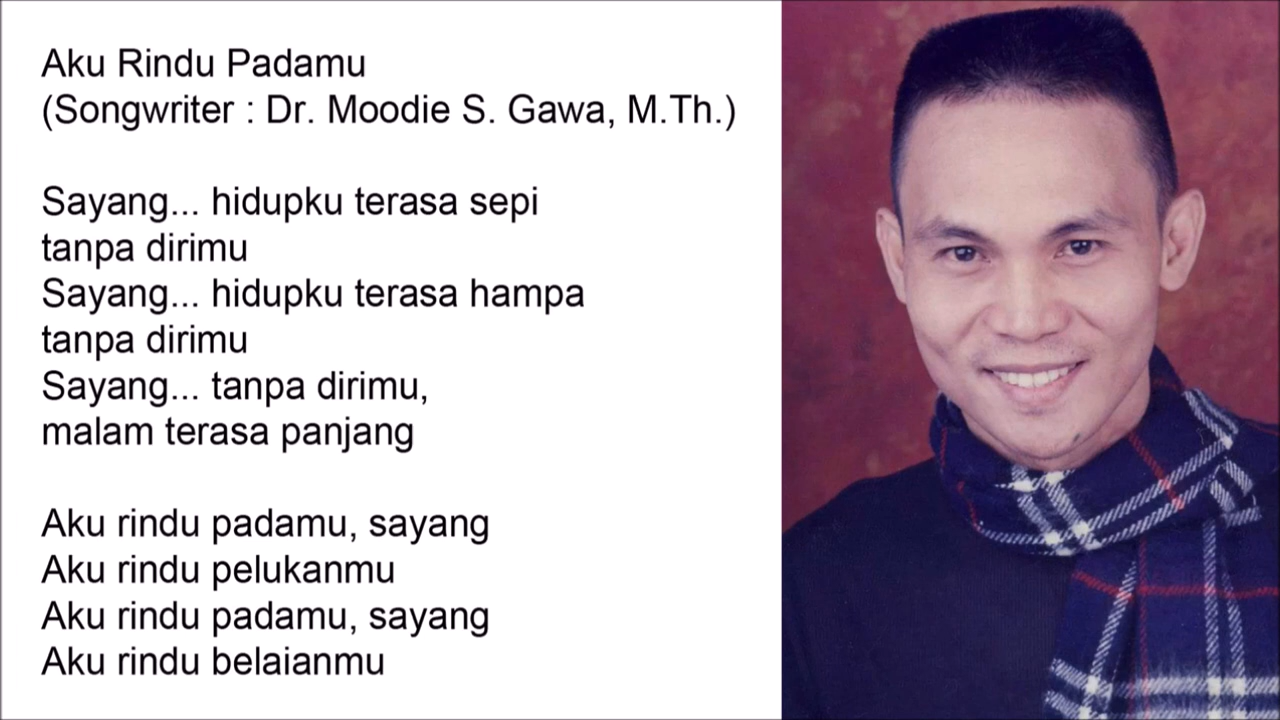 Aku Rindu Padamu
(Songwriter : Dr. Moodie S. Gawa, M.Th.)
Sayang... hidupku terasa sepi
tanpa dirimu
Sayang... hidupku terasa hampa
tanpa dirimu
Sayang... tanpa dirimu,
malam terasa panjang
Aku rindu padamu, sayang
Aku rindu pelukanmu
Aku rindu padamu, sayang
Aku rindu belaianmu